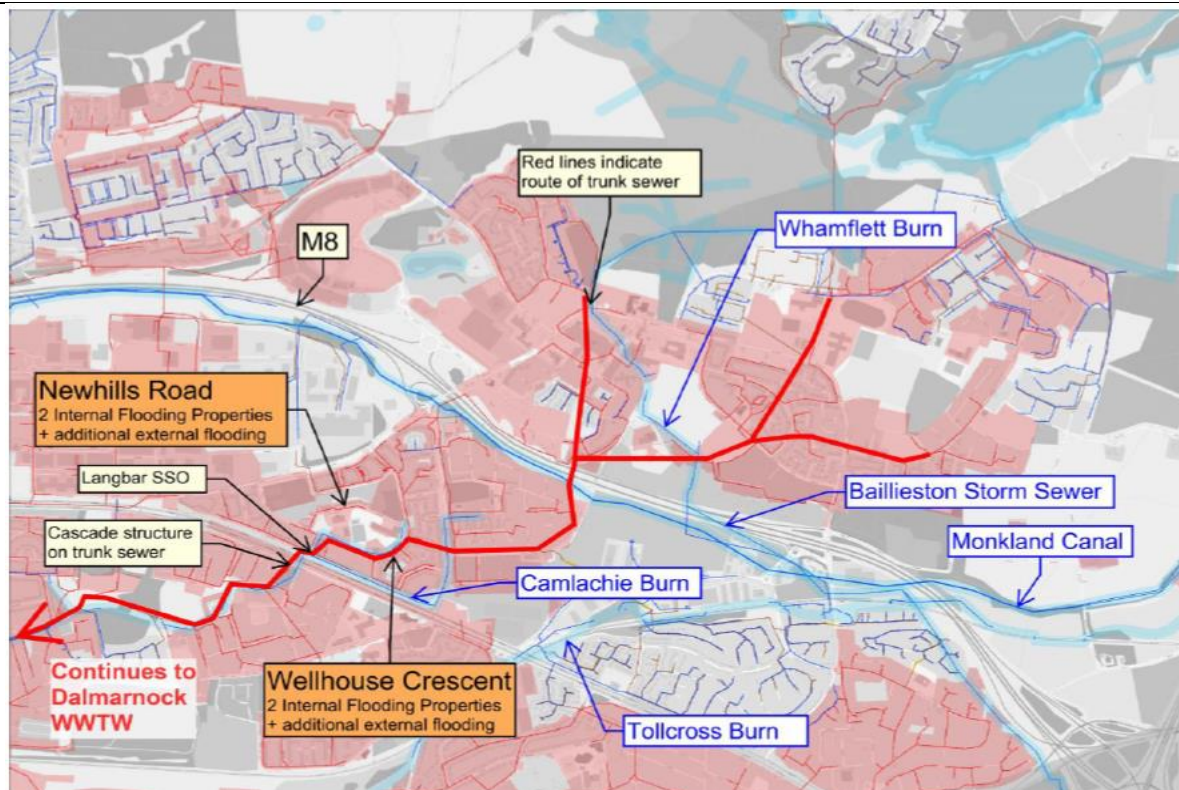 Red lines indicate
route of trunk sewer
Whamflett Burn
M8
Newhills Road
2 Internal Flooding Properties
+ additional external flooding
Langbar SSO
Baillieston Storm Sewer
Cascade structure
on trunk sewer
Monkland Canal
Camlachie Burn
Continues to
Dalmarnock
WWTW
Wellhouse Crescent
2 Internal Flooding Properties
+ additional external flooding
Tollcross Burn